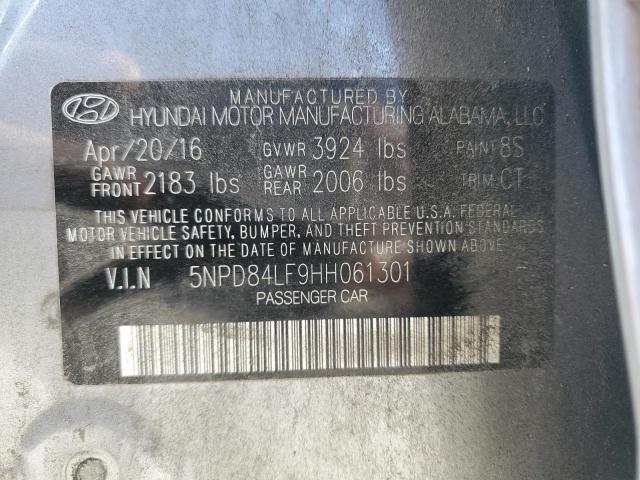 MANUFACTURED BY
HYUNDAI MOTOR MANUFACTURING ALABAMA, LLC
Apr/20/16 GVWR 3924 lbs PAINT 8S
GAWR FRONT 2183 lbs GAWR REAR 2006 lbs TRIM CT
THIS VEHICLE CONFORMS TO ALL APPLICABLE U.S.A. FEDERAL
MOTOR VEHICLE SAFETY, BUMPER, AND THEFT PREVENTION STANDARDS
IN EFFECT ON THE DATE OF MANUFACTURE SHOWN ABOVE.
V.I.N 5NPD84LF9HH061301
PASSENGER CAR